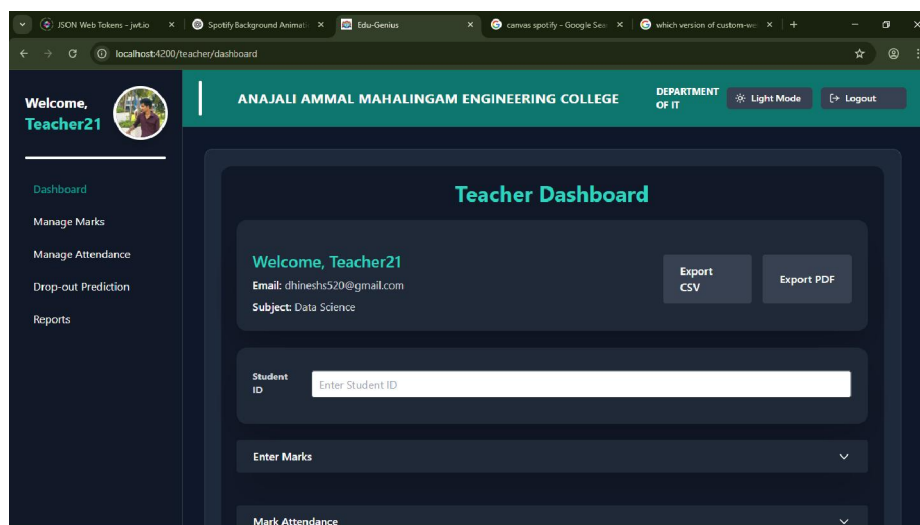 JSON Web Tokens - jwt.io
Spotify Background Animati
Edu-Genius
canvas spotify - Google Sea
which version of custom-we
localhost:4200/teacher/dashboard
Welcome,
Teacher21
ANAJALI AMMAL MAHALINGAM ENGINEERING COLLEGE
DEPARTMENT
OF IT
Light Mode
Logout
Dashboard
Manage Marks
Manage Attendance
Drop-out Prediction
Reports
Teacher Dashboard
Welcome, Teacher21
Email: dhineshs520@gmail.com
Subject: Data Science
Export
CSV
Export PDF
Student
ID
Enter Student ID
Enter Marks
Mark Attendance